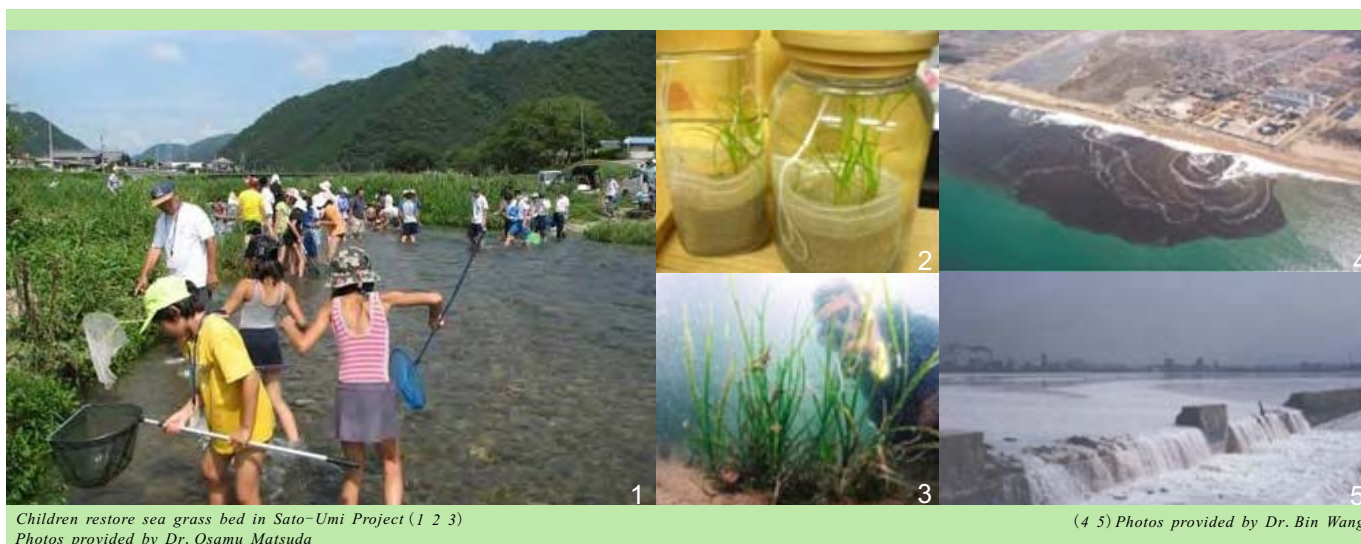 1
2
3
4
5
Children restore sea grass bed in Sato-Umi Project (1 2 3)
Photos provided by Dr. Osamu Matsuda
(4 5) Photos provided by Dr. Bin Wang